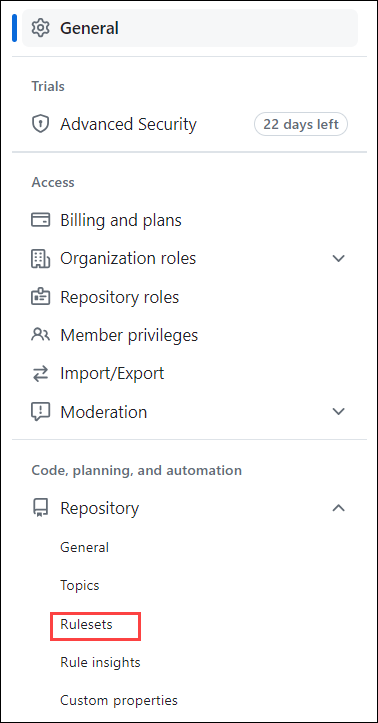 General
Trials
Advanced Security 22 days left
Access
Billing and plans
Organization roles
Repository roles
Member privileges
Import/Export
Moderation
Code, planning, and automation
Repository
General
Topics
Rulesets
Rule insights
Custom properties